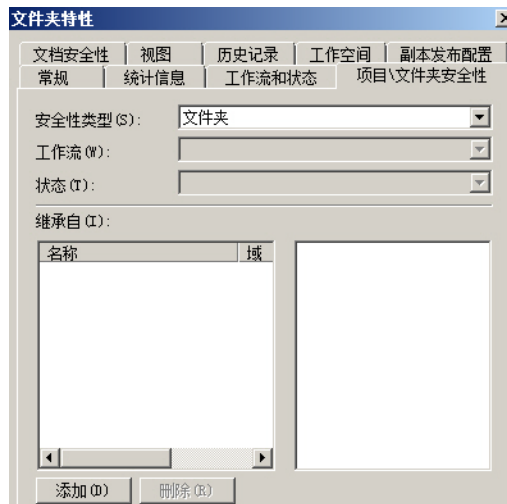 文件夹特性
文档安全性 视图 历史记录 工作空间 副本发布配置
常规 统计信息 工作流和状态 项目\文件夹安全性
安全性类型(S): 文件夹
工作流(W):
状态(T):
继承自(I):
名称 域
添加(D) 删除(R)